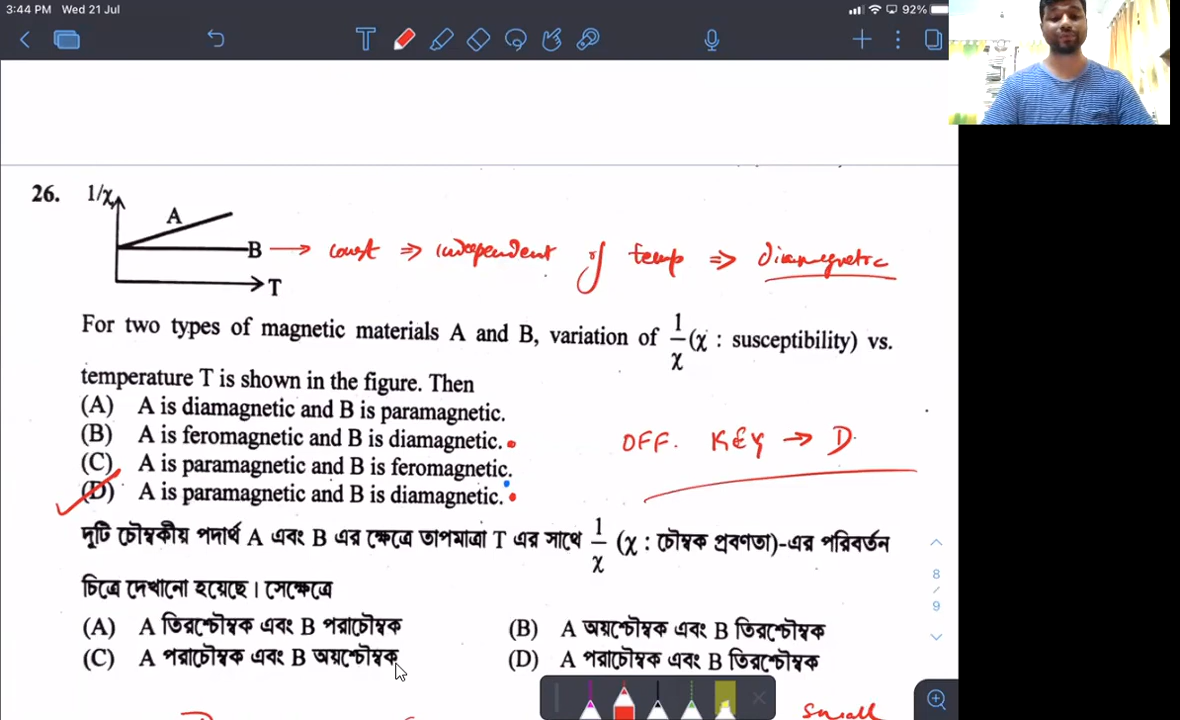 3:44 PM Wed 21 Jul
92%
26. 1/χ
A
B → const ⇒ independent of temp ⇒ diamagnetic
T
For two types of magnetic materials A and B, variation of 1/χ (χ : susceptibility) vs.
temperature T is shown in the figure. Then
(A) A is diamagnetic and B is paramagnetic.
(B) A is feromagnetic and B is diamagnetic.
(C) A is paramagnetic and B is feromagnetic.
(D) A is paramagnetic and B is diamagnetic.
OFF. KEY → D
দুটি চৌম্বকীয় পদার্থ A এবং B এর ক্ষেত্রে তাপমাত্রা T এর সাথে 1/χ (χ : চৌম্বক প্রবণতা)-এর পরিবর্তন
চিত্রে দেখানো হয়েছে। সেক্ষেত্রে
(A) A তিরশ্চৌম্বক এবং B পরাচৌম্বক
(B) A অয়শ্চৌম্বক এবং B তিরশ্চৌম্বক
(C) A পরাচৌম্বক এবং B অয়শ্চৌম্বক
(D) A পরাচৌম্বক এবং B তিরশ্চৌম্বক
8
/
9
small